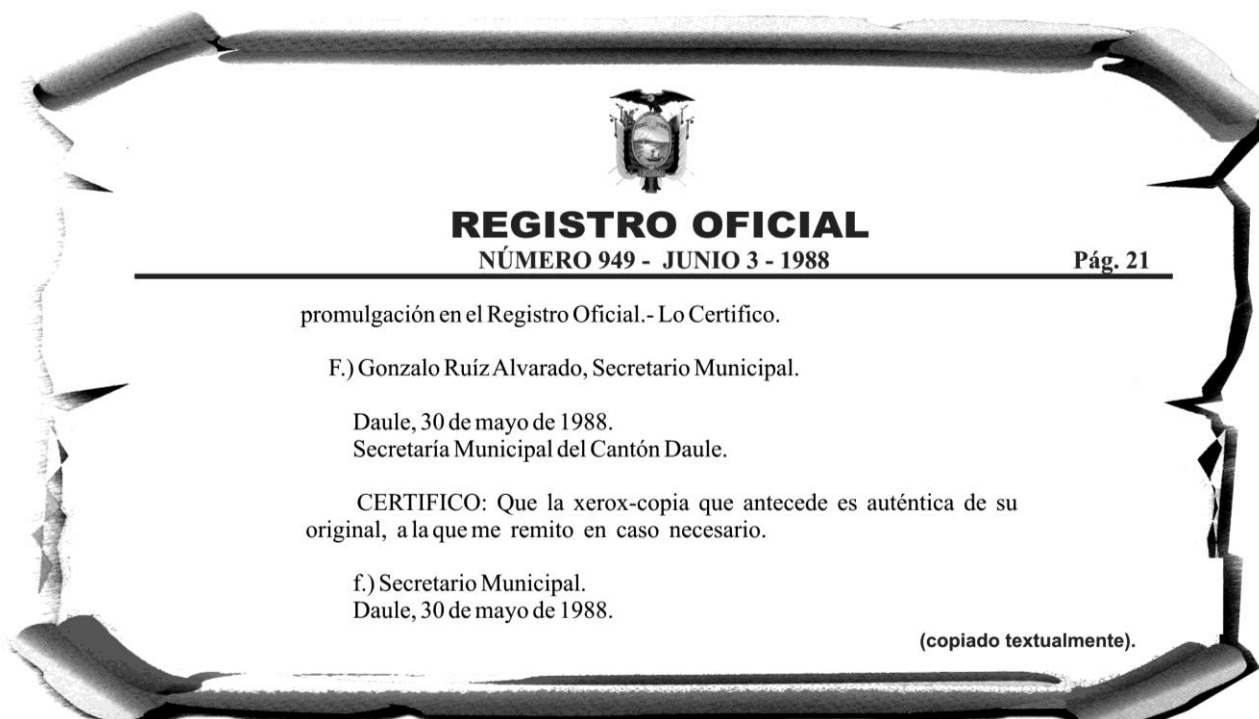 REGISTRO OFICIAL
NÚMERO 949 - JUNIO 3 - 1988 Pág. 21
promulgación en el Registro Oficial.- Lo Certifico.
F.) Gonzalo Ruíz Alvarado, Secretario Municipal.
Daule, 30 de mayo de 1988.
Secretaría Municipal del Cantón Daule.
CERTIFICO: Que la xerox-copia que antecede es auténtica de su
original, a la que me remito en caso necesario.
f.) Secretario Municipal.
Daule, 30 de mayo de 1988.
(copiado textualmente).